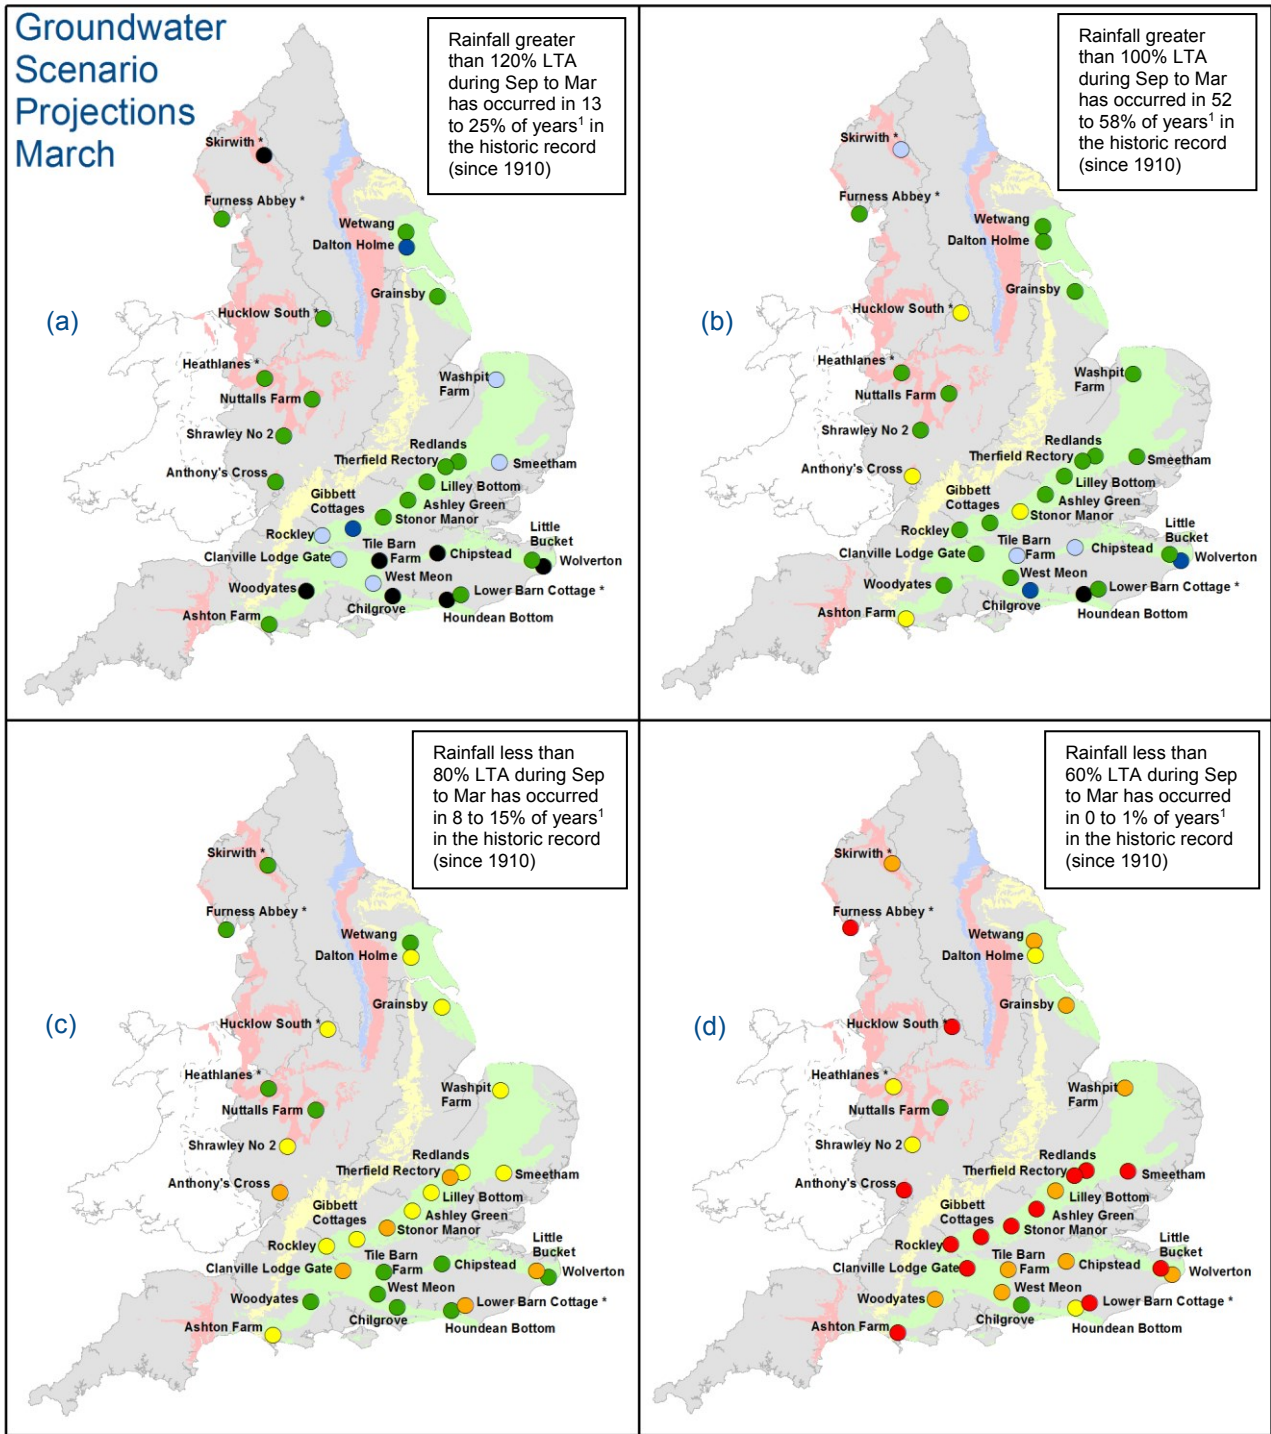 Groundwater
Scenario
Projections
March
Rainfall greater
than 120% LTA
during Sep to Mar
has occurred in 13
to 25% of years1 in
the historic record
(since 1910)
(a)
Skirwith *
Furness Abbey *
Wetwang
Dalton Holme
Grainsby
Hucklow South *
Heathlanes *
Nuttalls Farm
Washpit
Farm
Shrawley No 2
Redlands
Therfield Rectory
Smeetham
Anthony's Cross
Lilley Bottom
Gibbett
Cottages
Ashley Green
Stonor Manor
Rockley
Tile Barn
Farm
Little
Bucket
Clanville Lodge Gate
Chipstead
Wolverton
West Meon
Woodyates
Chilgrove
Lower Barn Cottage *
Ashton Farm
Houndean Bottom
Rainfall greater
than 100% LTA
during Sep to Mar
has occurred in 52
to 58% of years1 in
the historic record
(since 1910)
(b)
Skirwith *
Furness Abbey *
Wetwang
Dalton Holme
Grainsby
Hucklow South *
Heathlanes *
Nuttalls Farm
Washpit
Farm
Shrawley No 2
Redlands
Therfield Rectory
Smeetham
Anthony's Cross
Lilley Bottom
Gibbett
Cottages
Ashley Green
Stonor Manor
Rockley
Tile Barn
Farm
Little
Bucket
Clanville Lodge Gate
Chipstead
Wolverton
West Meon
Woodyates
Chilgrove
Lower Barn Cottage *
Ashton Farm
Houndean Bottom
Rainfall less than
80% LTA during Sep
to Mar has occurred
in 8 to 15% of years1
in the historic record
(since 1910)
(c)
Skirwith *
Furness Abbey *
Wetwang
Dalton Holme
Grainsby
Hucklow South *
Heathlanes *
Nuttalls Farm
Washpit
Farm
Shrawley No 2
Redlands
Therfield Rectory
Smeetham
Anthony's Cross
Lilley Bottom
Gibbett
Cottages
Ashley Green
Stonor Manor
Rockley
Tile Barn
Farm
Little
Bucket
Clanville Lodge Gate
Chipstead
Wolverton
West Meon
Woodyates
Chilgrove
Lower Barn Cottage *
Ashton Farm
Houndean Bottom
Rainfall less than
60% LTA during Sep
to Mar has occurred
in 0 to 1% of years1
in the historic record
(since 1910)
(d)
Skirwith *
Furness Abbey *
Wetwang
Dalton Holme
Grainsby
Hucklow South *
Heathlanes *
Nuttalls Farm
Washpit
Farm
Shrawley No 2
Redlands
Therfield Rectory
Smeetham
Anthony's Cross
Lilley Bottom
Gibbett
Cottages
Ashley Green
Stonor Manor
Rockley
Tile Barn
Farm
Little
Bucket
Clanville Lodge Gate
Chipstead
Wolverton
West Meon
Woodyates
Chilgrove
Lower Barn Cottage *
Ashton Farm
Houndean Bottom